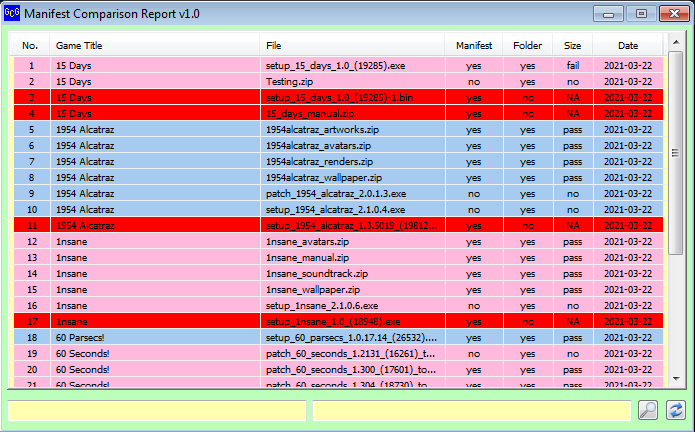 GCG Manifest Comparison Report v1.0
No. Game Title File Manifest Folder Size Date
1 15 Days setup_15_days_1.0_(19285).exe yes yes fail 2021-03-22
2 15 Days Testing.zip no yes no 2021-03-22
3 15 Days setup_15_days_1.0_(19285)-1.bin yes no NA 2021-03-22
4 15 Days 15_days_manual.zip yes no NA 2021-03-22
5 1954 Alcatraz 1954alcatraz_artworks.zip yes yes pass 2021-03-22
6 1954 Alcatraz 1954alcatraz_avatars.zip yes yes pass 2021-03-22
7 1954 Alcatraz 1954alcatraz_renders.zip yes yes pass 2021-03-22
8 1954 Alcatraz 1954alcatraz_wallpaper.zip yes yes pass 2021-03-22
9 1954 Alcatraz patch_1954_alcatraz_2.0.1.3.exe no yes no 2021-03-22
10 1954 Alcatraz setup_1954_alcatraz_2.1.0.4.exe no yes no 2021-03-22
11 1954 Alcatraz setup_1954_alcatraz_1.3.5019_(19812... yes no NA 2021-03-22
12 1nsane 1nsane_avatars.zip yes yes pass 2021-03-22
13 1nsane 1nsane_manual.zip yes yes pass 2021-03-22
14 1nsane 1nsane_soundtrack.zip yes yes pass 2021-03-22
15 1nsane 1nsane_wallpaper.zip yes yes pass 2021-03-22
16 1nsane setup_1nsane_2.1.0.6.exe no yes no 2021-03-22
17 1nsane setup_1nsane_1.0_(18948).exe yes no NA 2021-03-22
18 60 Parsecs! setup_60_parsecs_1.0.17.14_(26532).... yes yes pass 2021-03-22
19 60 Seconds! patch_60_seconds_1.2131_(16261)_t... no yes no 2021-03-22
20 60 Seconds! patch_60_seconds_1.300_(17601)_to... yes yes pass 2021-03-22
21 60 Seconds! patch_60_seconds_1.304_(18730)_to... yes yes pass 2021-03-22